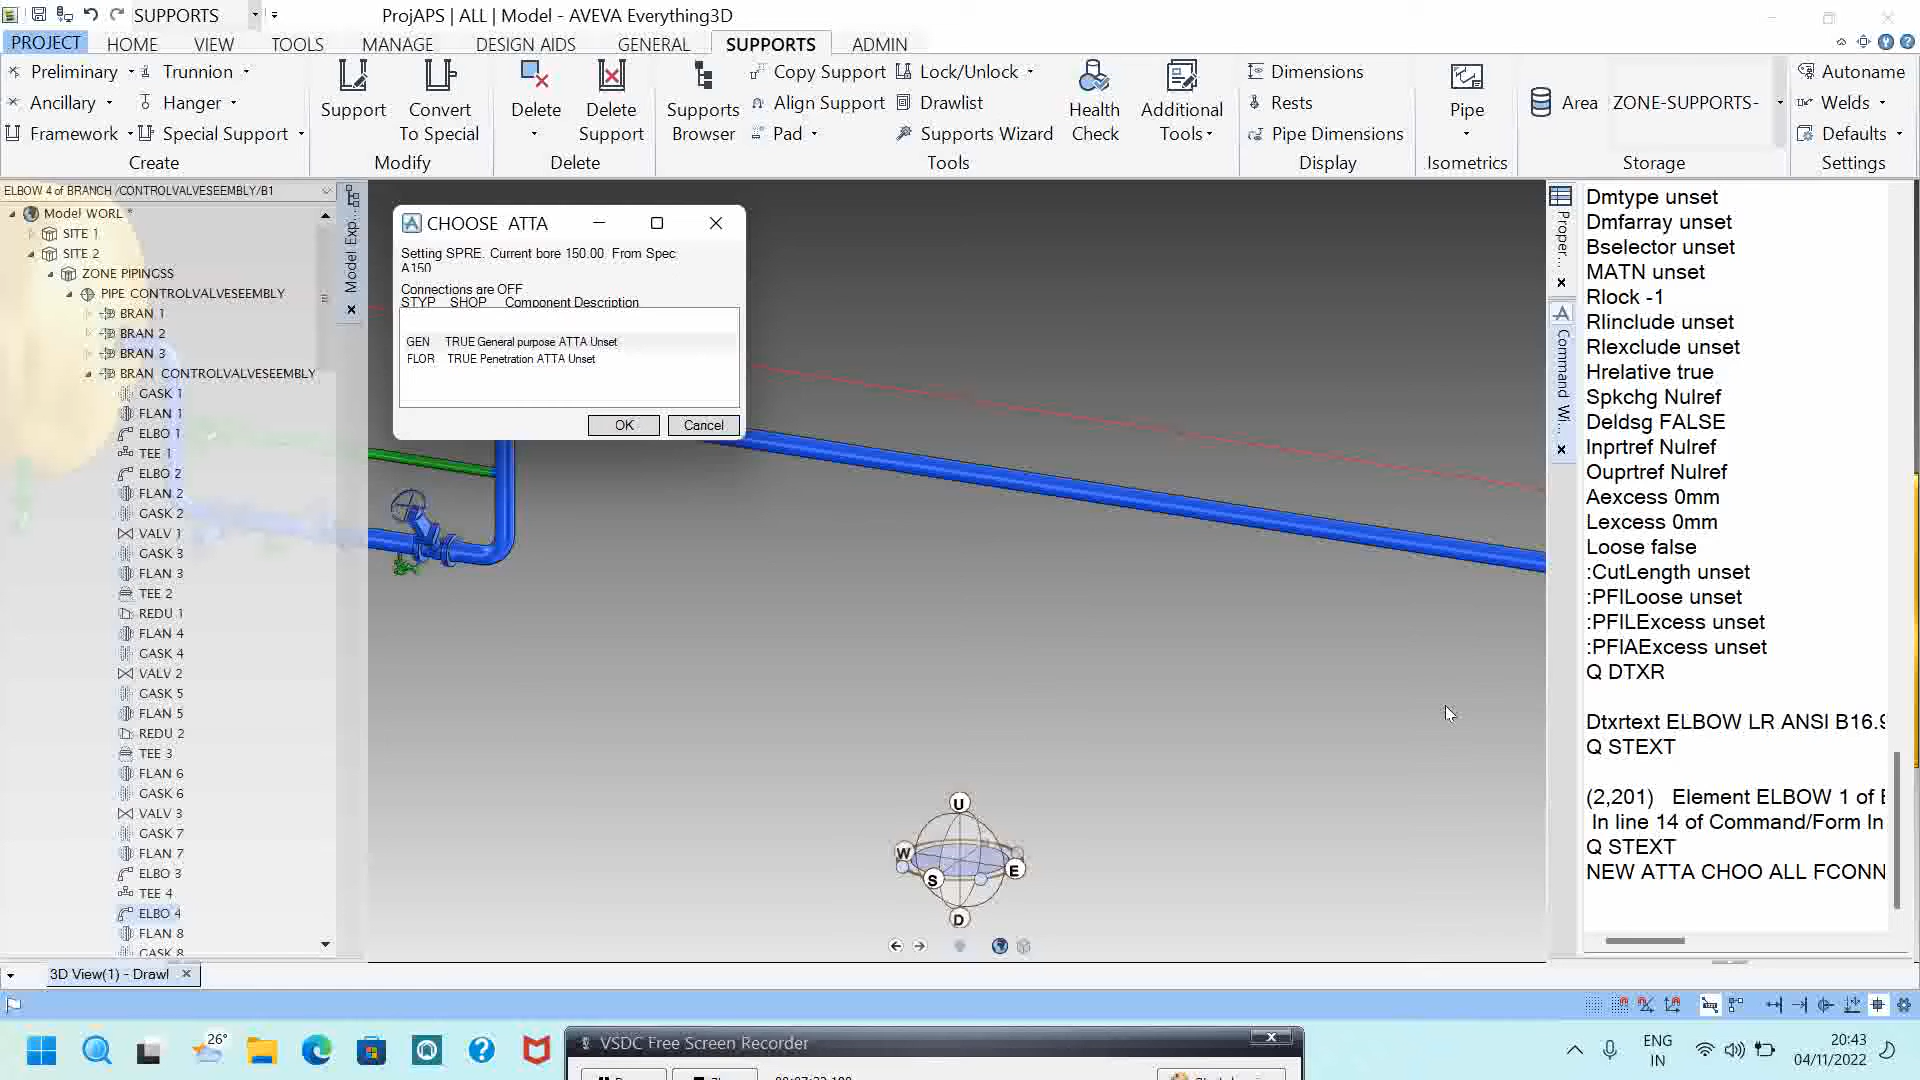 SUPPORTS
ProjAPS | ALL | Model - AVEVA Everything3D
PROJECT HOME VIEW TOOLS MANAGE DESIGN AIDS GENERAL SUPPORTS ADMIN
Preliminary Trunnion
Ancillary Hanger
Framework Special Support
Create
Support
Convert To Special
Modify
Delete
Delete Support
Delete
Supports Browser
Copy Support Lock/Unlock
Align Support Drawlist
Pad Supports Wizard
Health Check
Additional Tools
Tools
Dimensions
Rests
Pipe Dimensions
Display
Pipe
Isometrics
Area ZONE-SUPPORTS-
Storage
Autoname
Welds
Defaults
Settings
ELBOW 4 of BRANCH /CONTROLVALVESEEMBLY/B1
Model WORL *
SITE 1
SITE 2
ZONE PIPINGSS
PIPE CONTROLVALVESEEMBLY
BRAN 1
BRAN 2
BRAN 3
BRAN CONTROLVALVESEEMBLY
GASK 1
FLAN 1
ELBO 1
TEE 1
ELBO 2
FLAN 2
GASK 2
VALV 1
GASK 3
FLAN 3
TEE 2
REDU 1
FLAN 4
GASK 4
VALV 2
GASK 5
FLAN 5
REDU 2
TEE 3
FLAN 6
GASK 6
VALV 3
GASK 7
FLAN 7
ELBO 3
TEE 4
ELBO 4
FLAN 8
GASK 8
Model Exp...
CHOOSE ATTA
Setting SPRE. Current bore 150.00. From Spec
A150
Connections are OFF
STYP SHOP Component Description
GEN TRUE General purpose ATTA Unset
FLOR TRUE Penetration ATTA Unset
OK Cancel
U
W
S
E
D
Proper...
Command Wi...
Dmtype unset
Dmfarray unset
Bselector unset
MATN unset
Rlock -1
Rlinclude unset
Rlexclude unset
Hrelative true
Spkchg Nulref
Deldsg FALSE
Inprtref Nulref
Ouprtref Nulref
Aexcess 0mm
Lexcess 0mm
Loose false
:CutLength unset
:PFILoose unset
:PFILExcess unset
:PFIAExcess unset
Q DTXR
Dtxrtext ELBOW LR ANSI B16.9
Q STEXT
(2,201) Element ELBOW 1 of
In line 14 of Command/Form In
Q STEXT
NEW ATTA CHOO ALL FCONN
3D View(1) - Drawl
26°
VSDC Free Screen Recorder
ENG
IN
20:43
04/11/2022